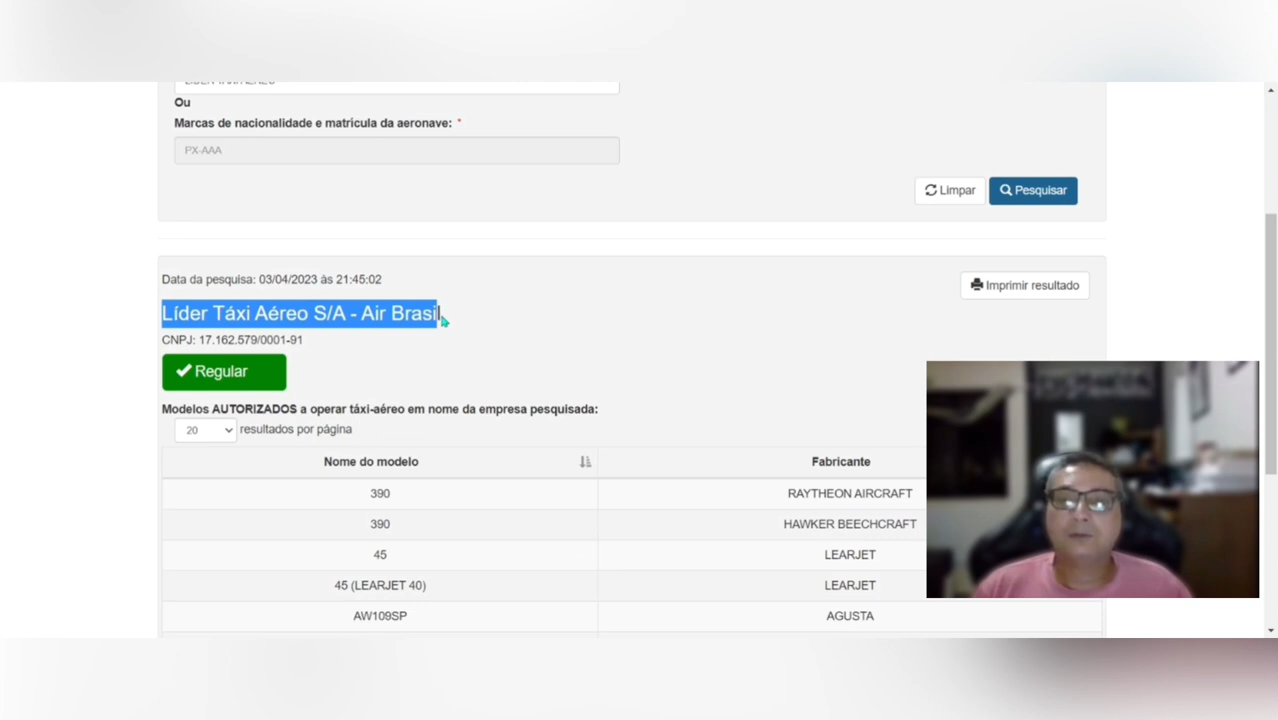 Ou
Marcas de nacionalidade e matricula da aeronave: *
PX-AAA
Limpar
Pesquisar
Data da pesquisa: 03/04/2023 às 21:45:02
Imprimir resultado
Líder Táxi Aéreo S/A - Air Brasil
CNPJ: 17.162.579/0001-91
Regular
Modelos AUTORIZADOS a operar táxi-aéreo em nome da empresa pesquisada:
20 resultados por página
Nome do modelo Fabricante
390 RAYTHEON AIRCRAFT
390 HAWKER BEECHCRAFT
45 LEARJET
45 (LEARJET 40) LEARJET
AW109SP AGUSTA